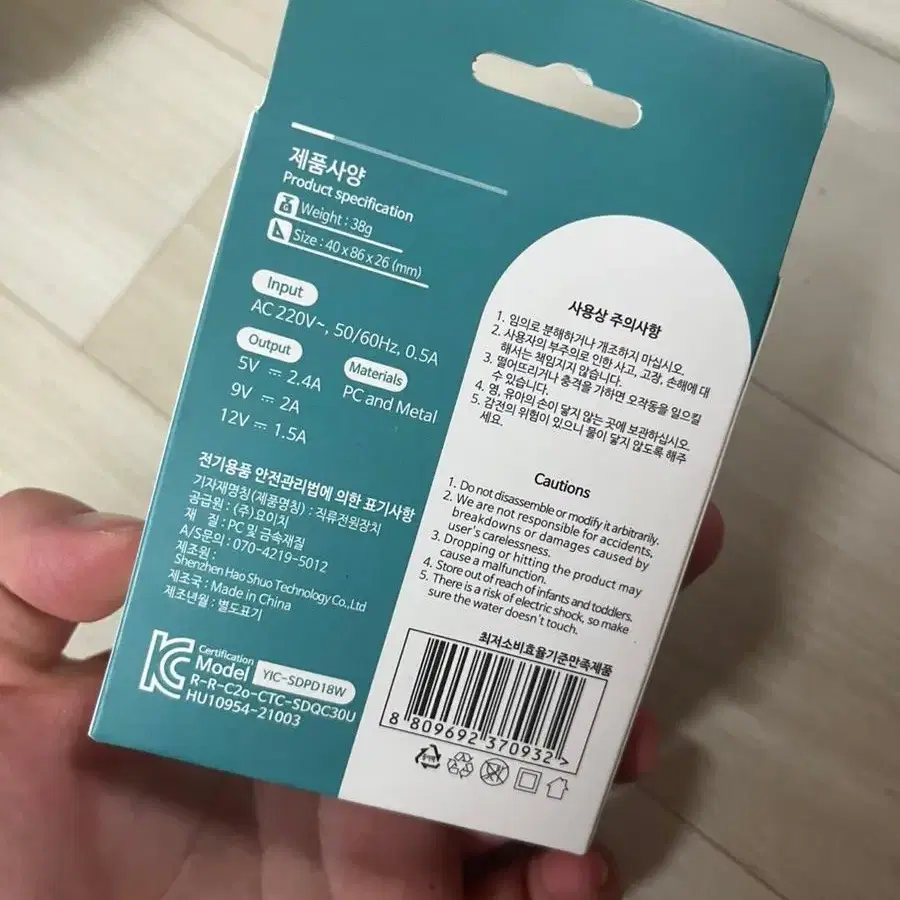 제품사양
Product specification
Weight : 38g
Size : 40 x 86 x 26 (mm)
Input
AC 220V~, 50/60Hz, 0.5A
Output
5V ⎓ 2.4A
9V ⎓ 2A
12V ⎓ 1.5A
Materials
PC and Metal
전기용품 안전관리법에 의한 표기사항
기자재명칭(제품명칭) : 직류전원장치
공급원 : (주)요이치
재 질 : PC 및 금속재질
A/S문의 : 070-4219-5012
제조원 :
Shenzhen Hao Shuo Technology Co.,Ltd
제조국 : Made in China
제조년월 : 별도표기
Certification
Model YIC-SDPD18W
R-R-C2o-CTC-SDQC30U
HU10954-21003
사용상 주의사항
1. 임의로 분해하거나 개조하지 마십시오.
2. 사용자의 부주의로 인한 사고, 고장, 손해에 대
해서는 책임지지 않습니다.
3. 떨어뜨리거나 충격을 가하면 오작동을 일으킬
수 있습니다.
4. 영, 유아의 손이 닿지 않는 곳에 보관하십시오.
5. 감전의 위험이 있으니 물이 닿지 않도록 해주
세요.
Cautions
1. Do not disassemble or modify it arbitrarily.
2. We are not responsible for accidents,
breakdowns or damages caused by
user's carelessness.
3. Dropping or hitting the product may
cause a malfunction.
4. Store out of reach of infants and toddlers.
5. There is a risk of electric shock, so make
sure the water doesn't touch.
최저소비효율기준만족제품
8 809692 370932 >